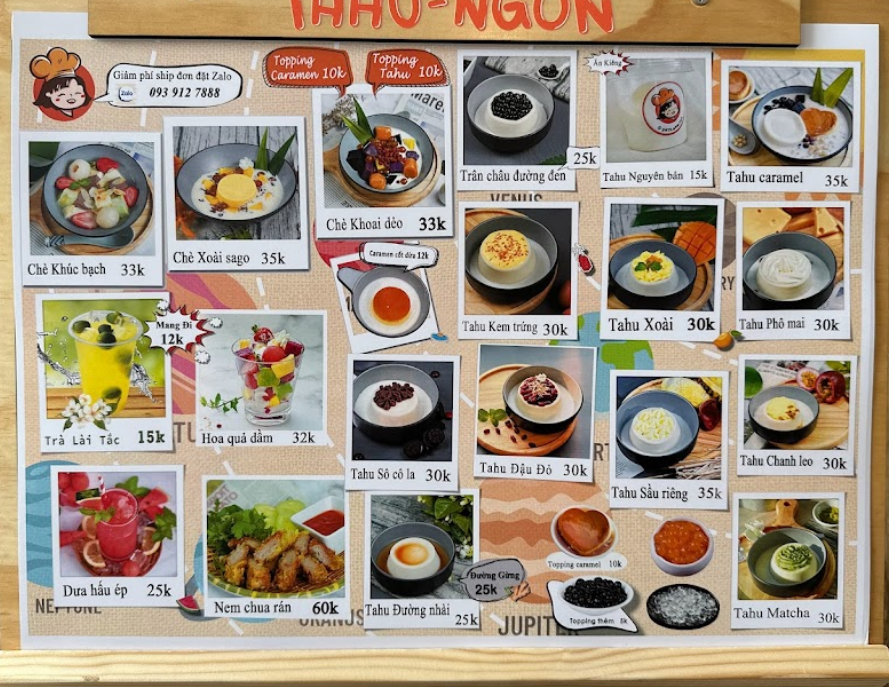 TAHU-NGON
Giảm phí ship đơn đặt Zalo
Zalo 093 912 7888
Topping
Caramen 10k
Topping
Tahu 10k
Ăn Kiêng
Chè Khúc bạch 33k
Chè Xoài sago 35k
Chè Khoai dẻo 33k
Trân châu đường đen
25k
Tahu Nguyên bản 15k
Tahu caramel 35k
VENUS
Caramen cốt dừa 12k
Tahu Kem trứng 30k
Tahu Xoài 30k
Tahu Phô mai 30k
Mang Đi
12k
Trà Lài Tắc 15k
Hoa quả dầm 32k
Tahu Sô cô la 30k
Tahu Đậu Đỏ 30k
Tahu Sầu riêng 35k
Tahu Chanh leo 30k
Dưa hấu ép 25k
Nem chua rán 60k
Tahu Đường nhài 25k
Đường Gừng
25k
Topping caramel 10k
Topping thêm 8k
Tahu Matcha 30k
NEPTUNE
URANUS
JUPITER